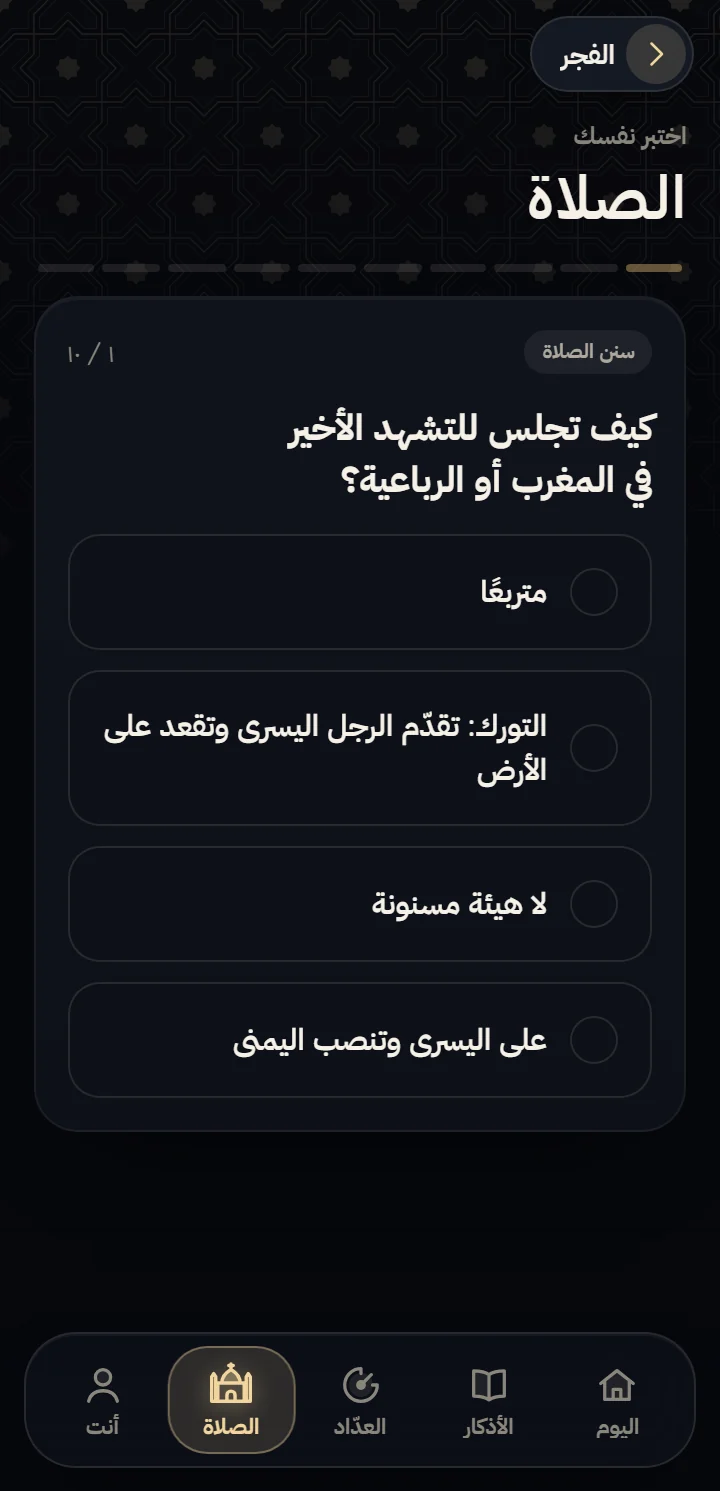 الفجر
اختبر نفسك
الصلاة
سنن الصلاة
١ / ١٠
كيف تجلس للتشهد الأخير
في المغرب أو الرباعية؟
متربعًا
التورك: تقدّم الرجل اليسرى وتقعد على
الأرض
لا هيئة مسنونة
على اليسرى وتنصب اليمنى
اليوم
الأذكار
العدّاد
الصلاة
أنت